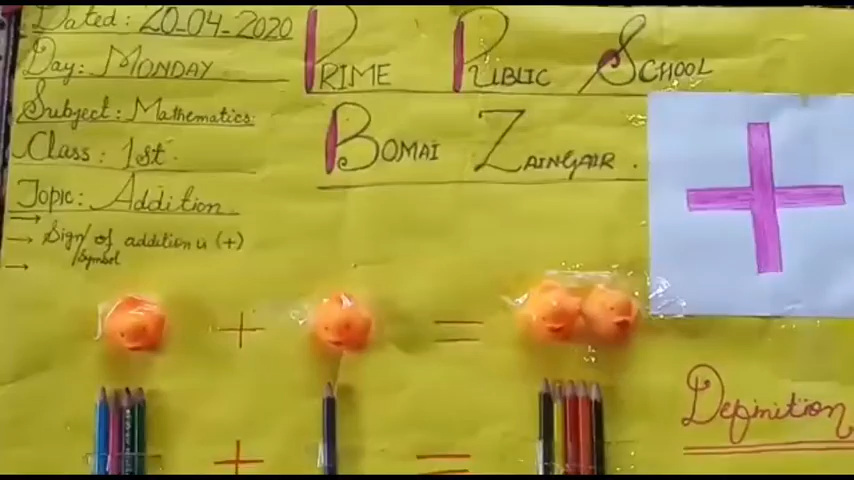 Dated: 20-04-2020
Day: MONDAY
Subject: Mathematics.
Class: 1st.
Topic: Addition
→ Sign/of addition is (+)
/Symbol
→
PRIME PUBLIC SCHOOL
BOMAI ZAINGAIR.
+
+ =
+ =
Definition